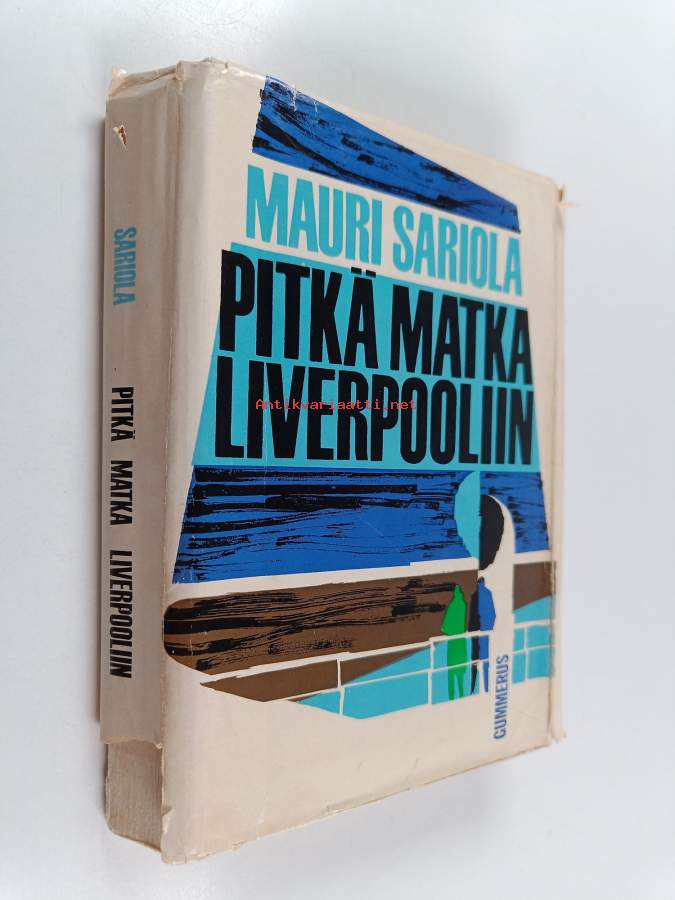 MAURI SARIOLA
PITKÄ MATKA
LIVERPOOLIIN
Antikvariaatti.net
GUMMERUS
SARIOLA PITKÄ MATKA LIVERPOOLIIN